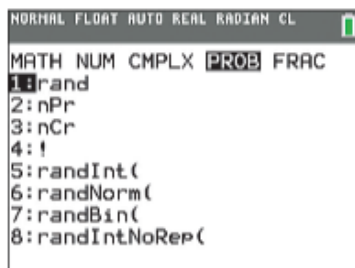 NORMAL FLOAT AUTO REAL RADIAN CL
MATH NUM CMPLX PROB FRAC
1:rand
2:nPr
3:nCr
4:!
5:randInt(
6:randNorm(
7:randBin(
8:randIntNoRep(